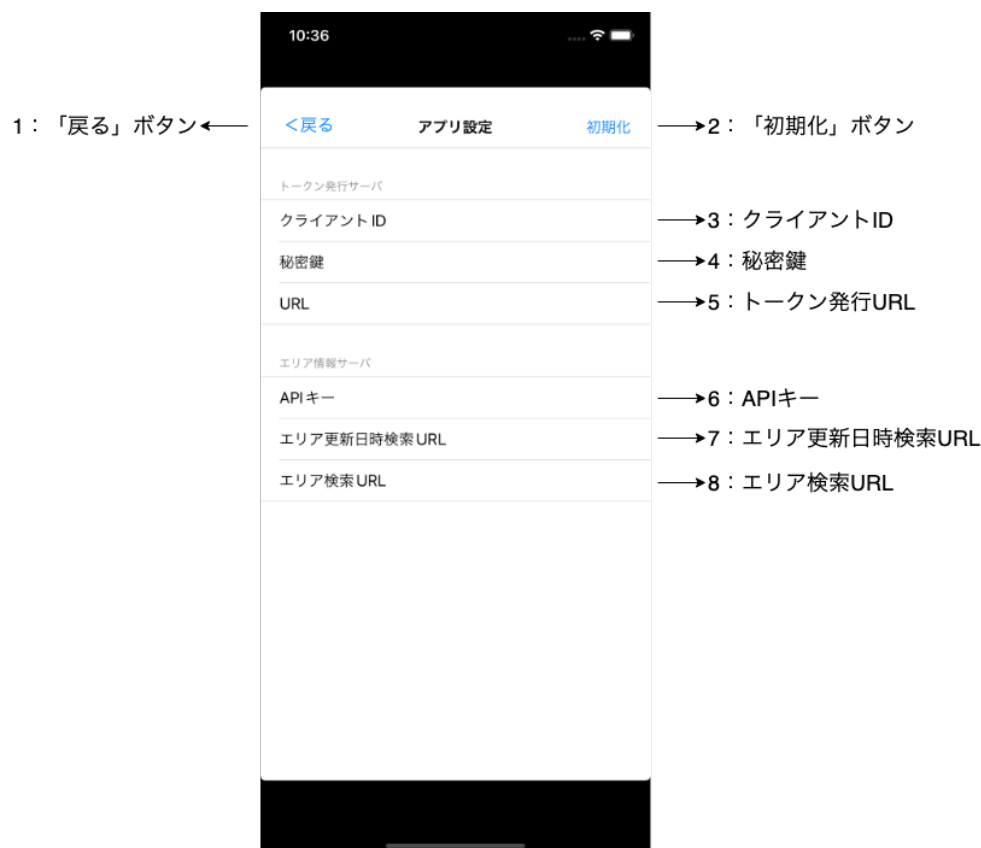 10:36
1：「戻る」ボタン
<戻る
アプリ設定
初期化
2：「初期化」ボタン
トークン発行サーバ
クライアントID
3：クライアントID
秘密鍵
4：秘密鍵
URL
5：トークン発行URL
エリア情報サーバ
APIキー
6：APIキー
エリア更新日時検索URL
7：エリア更新日時検索URL
エリア検索URL
8：エリア検索URL